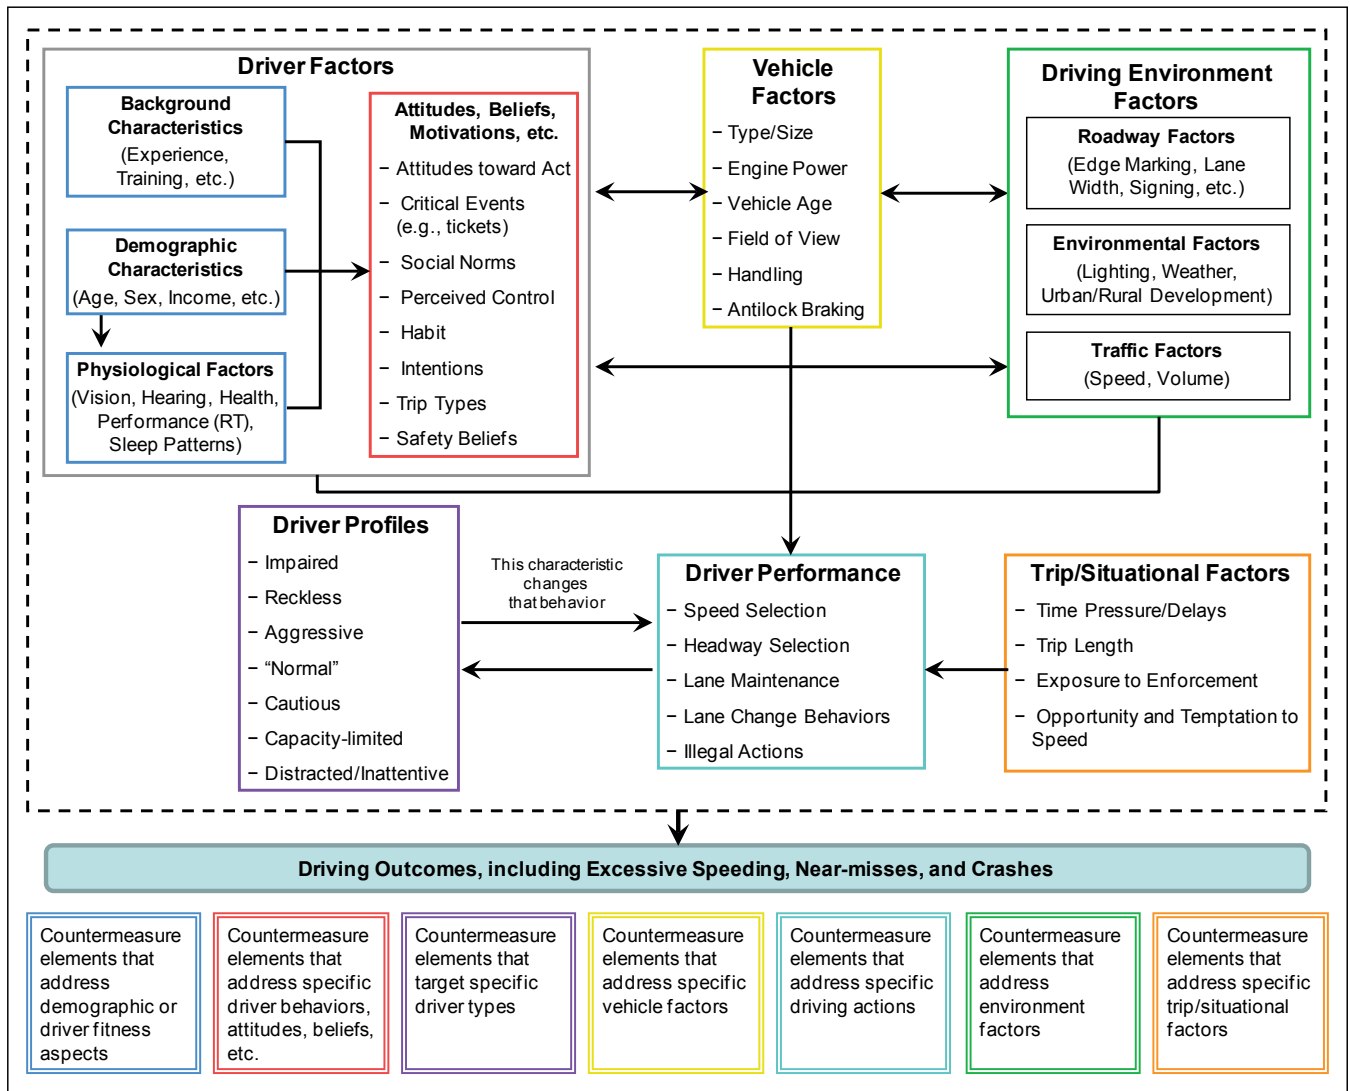 Driver Factors
Background
Characteristics
(Experience,
Training, etc.)
Demographic
Characteristics
(Age, Sex, Income, etc.)
Physiological Factors
(Vision, Hearing, Health,
Performance (RT),
Sleep Patterns)
Attitudes, Beliefs,
Motivations, etc.
– Attitudes toward Act
– Critical Events
(e.g., tickets)
– Social Norms
– Perceived Control
– Habit
– Intentions
– Trip Types
– Safety Beliefs
Vehicle
Factors
– Type/Size
– Engine Power
– Vehicle Age
– Field of View
– Handling
– Antilock Braking
Driving Environment
Factors
Roadway Factors
(Edge Marking, Lane
Width, Signing, etc.)
Environmental Factors
(Lighting, Weather,
Urban/Rural Development)
Traffic Factors
(Speed, Volume)
Driver Profiles
– Impaired
– Reckless
– Aggressive
– “Normal”
– Cautious
– Capacity-limited
– Distracted/Inattentive
This characteristic
changes
that behavior
Driver Performance
– Speed Selection
– Headway Selection
– Lane Maintenance
– Lane Change Behaviors
– Illegal Actions
Trip/Situational Factors
– Time Pressure/Delays
– Trip Length
– Exposure to Enforcement
– Opportunity and Temptation to
Speed
Driving Outcomes, including Excessive Speeding, Near-misses, and Crashes
Countermeasure
elements that
address
demographic or
driver fitness
aspects
Countermeasure
elements that
address specific
driver behaviors,
attitudes, beliefs,
etc.
Countermeasure
elements that
target specific
driver types
Countermeasure
elements that
address specific
vehicle factors
Countermeasure
elements that
address specific
driving actions
Countermeasure
elements that
address
environment
factors
Countermeasure
elements that
address specific
trip/situational
factors